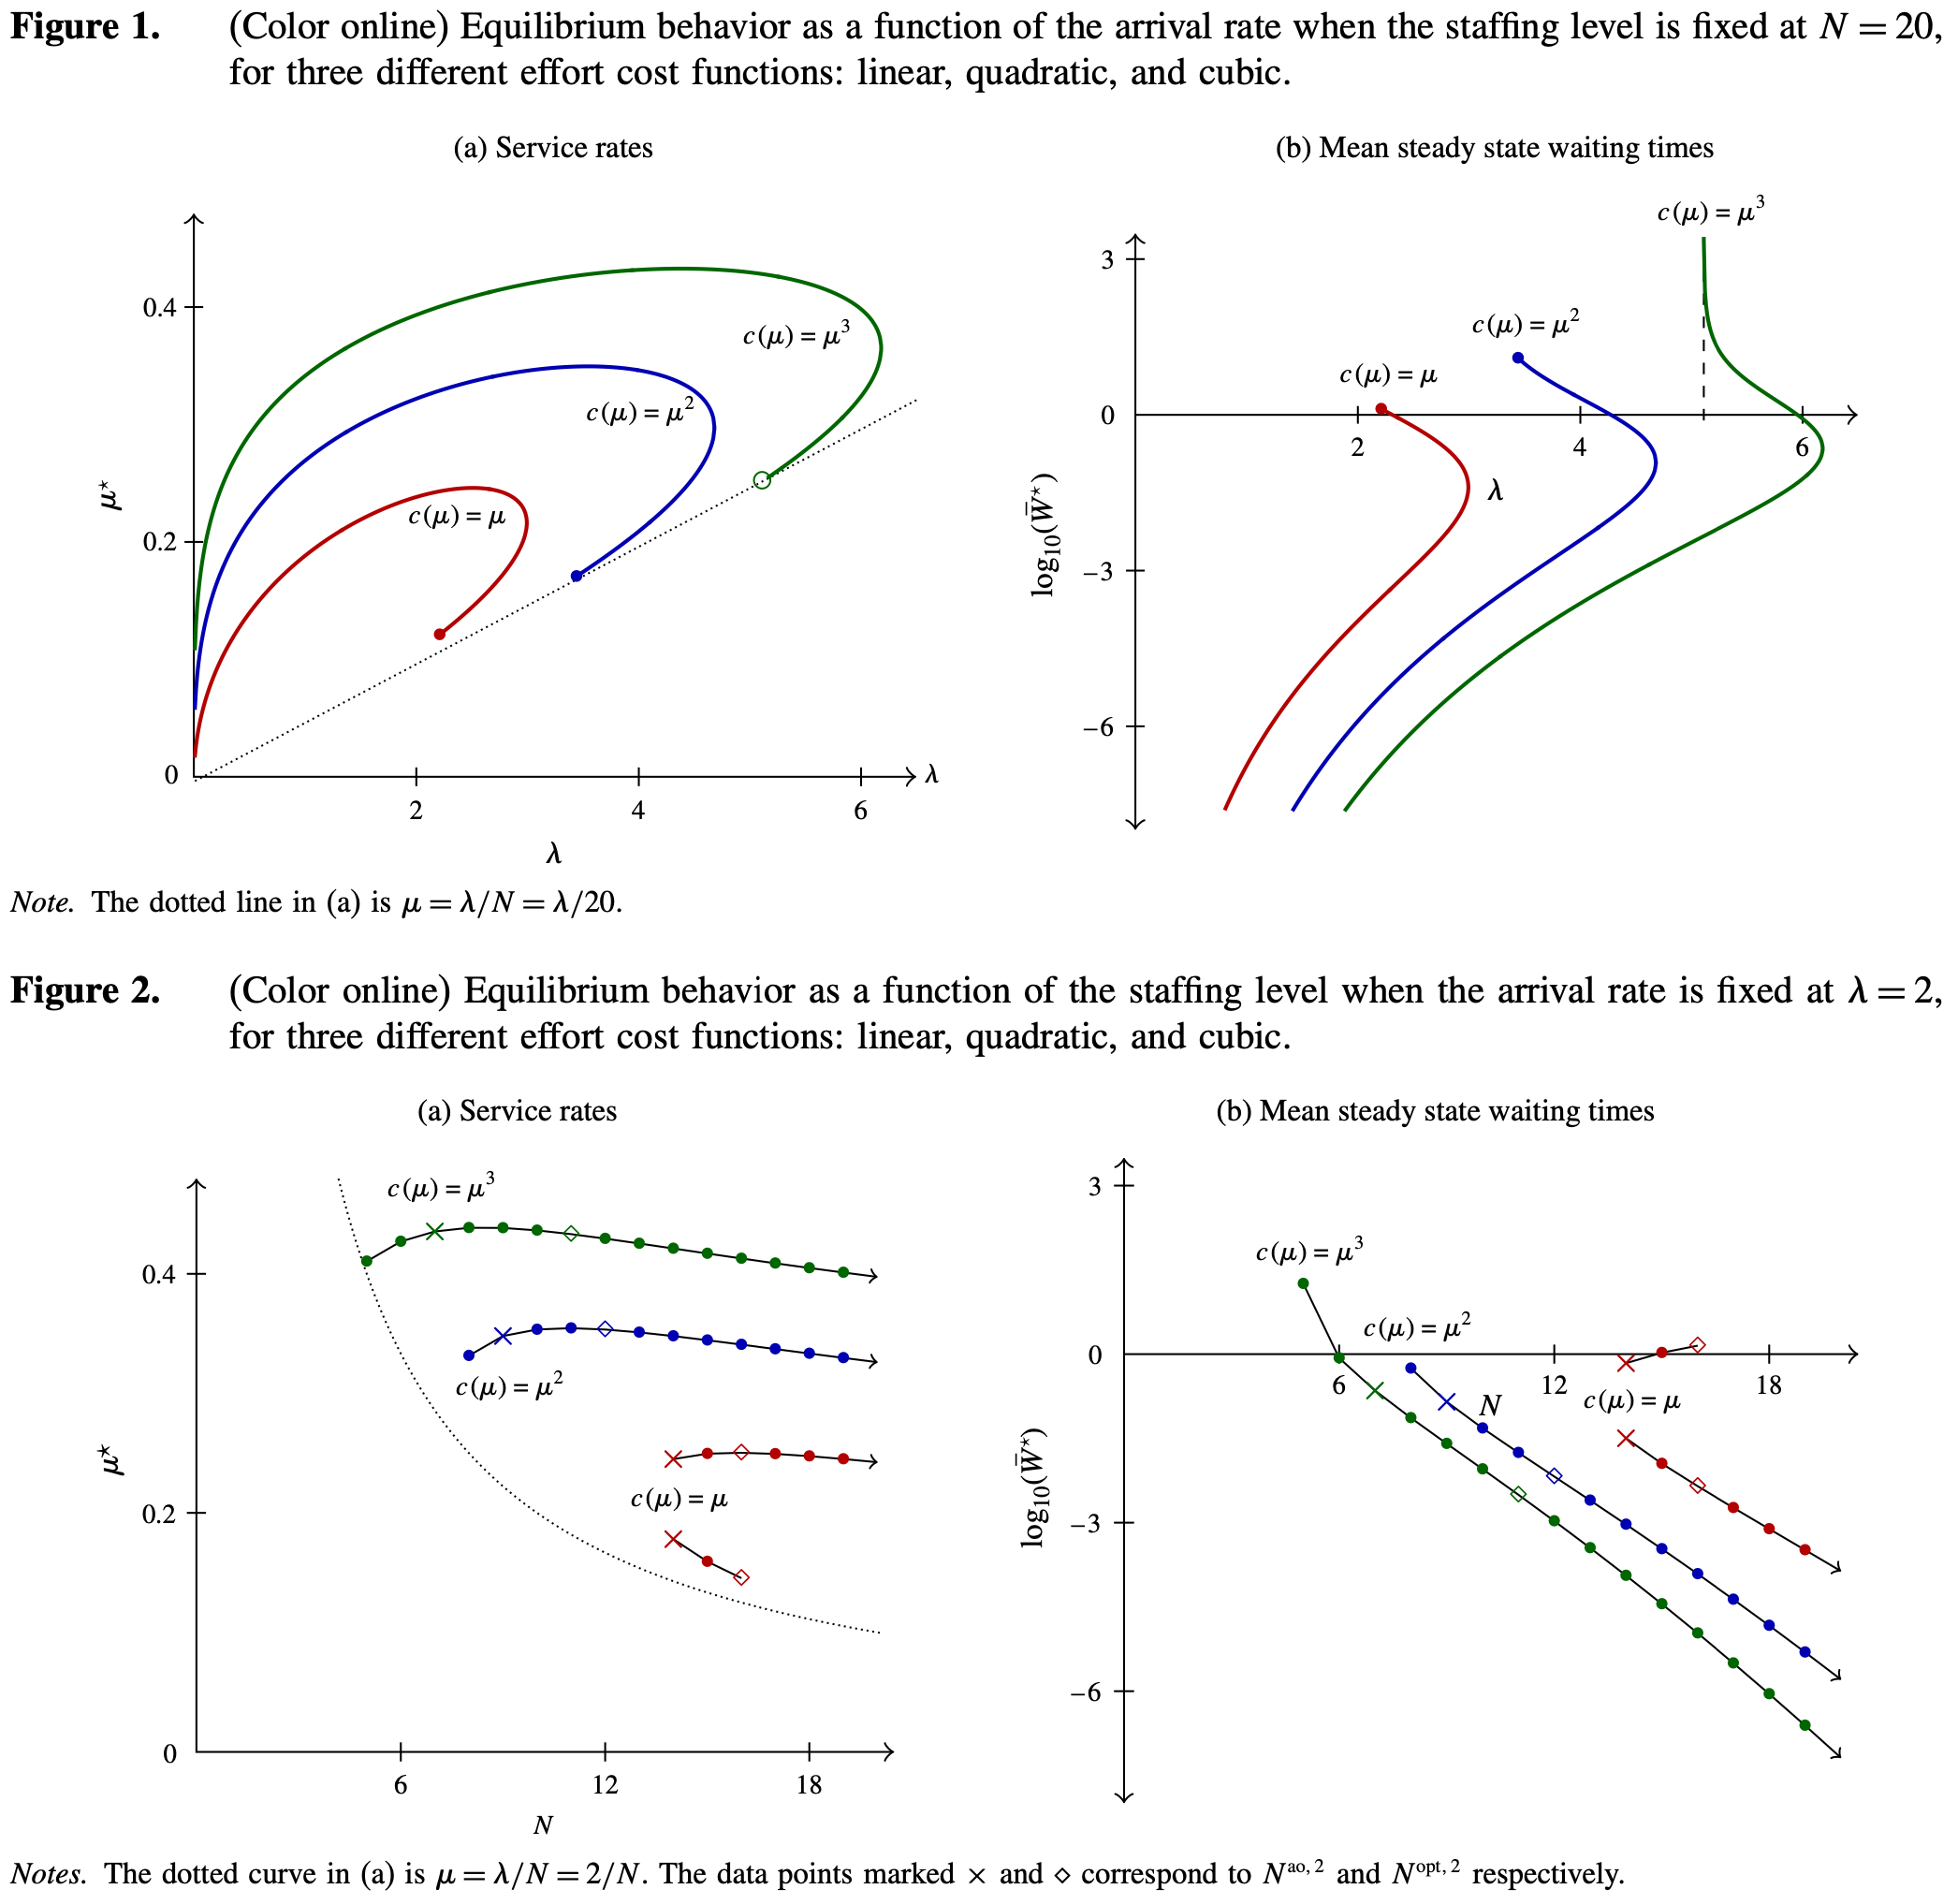 Figure 1. (Color online) Equilibrium behavior as a function of the arrival rate when the staffing level is fixed at N = 20,
for three different effort cost functions: linear, quadratic, and cubic.
(a) Service rates
0.4
0.2
0
μ⋆
c(μ) = μ³
c(μ) = μ²
c(μ) = μ
2
4
6
λ
λ
(b) Mean steady state waiting times
3
0
−3
−6
log₁₀(W̅⋆)
c(μ) = μ³
c(μ) = μ²
c(μ) = μ
2
4
6
λ
Note. The dotted line in (a) is μ = λ/N = λ/20.
Figure 2. (Color online) Equilibrium behavior as a function of the staffing level when the arrival rate is fixed at λ = 2,
for three different effort cost functions: linear, quadratic, and cubic.
(a) Service rates
0.4
0.2
0
μ⋆
c(μ) = μ³
c(μ) = μ²
c(μ) = μ
6
12
18
N
(b) Mean steady state waiting times
3
0
−3
−6
log₁₀(W̅⋆)
c(μ) = μ³
c(μ) = μ²
6
12
18
c(μ) = μ
N
Notes. The dotted curve in (a) is μ = λ/N = 2/N. The data points marked × and ⋄ correspond to N^{ao, 2} and N^{opt, 2} respectively.